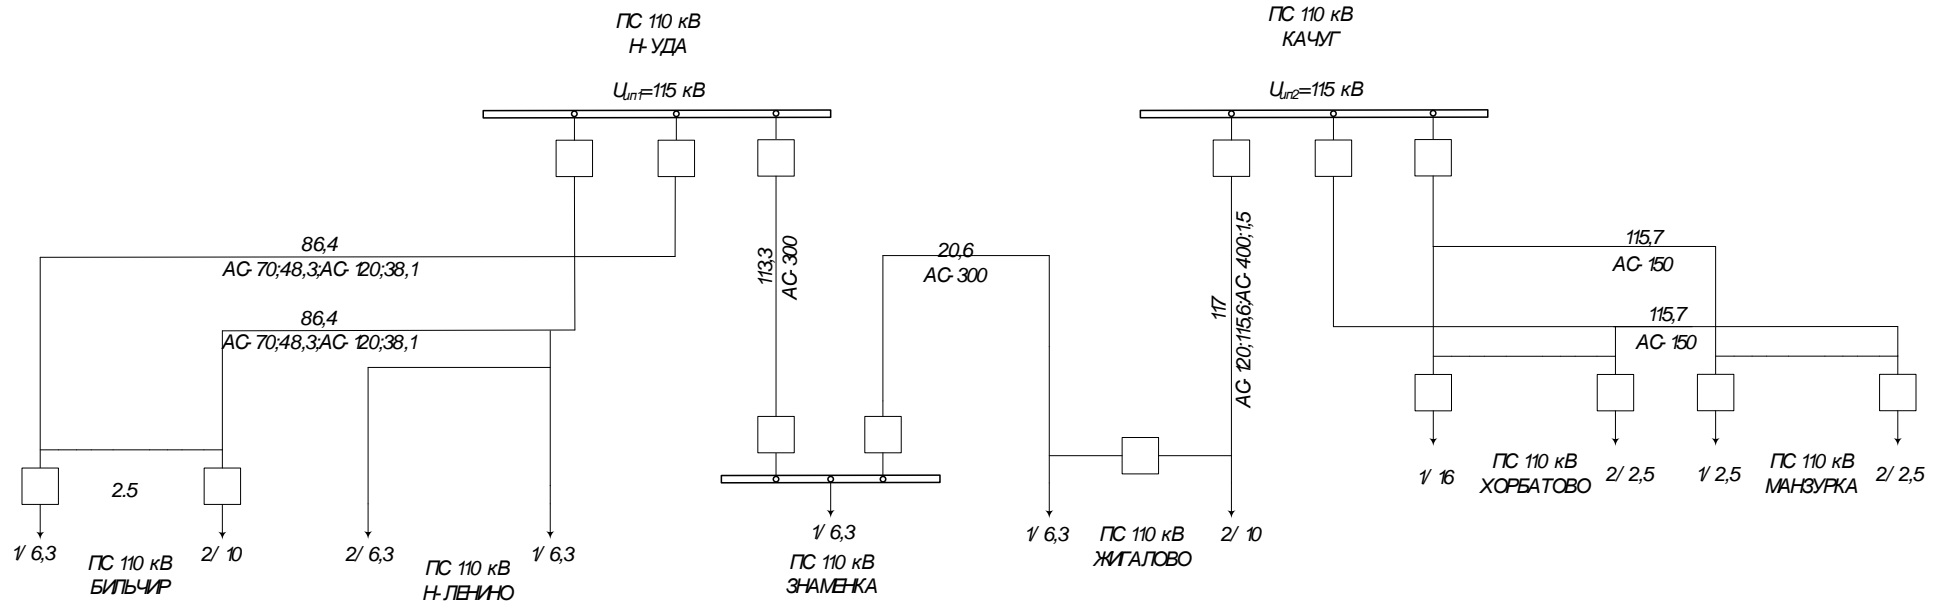 ПС 110 кВ
Н-УДА
Uип1=115 кВ
ПС 110 кВ
КАЧУГ
Uип2=115 кВ
86,4
АС-70;48,3;АС-120;38,1
86,4
АС-70;48,3;АС-120;38,1
113,3
АС-300
20,6
АС-300
117
АС-120;115,6;АС-400;1,5
115,7
АС-150
115,7
АС-150
2.5
1/ 6,3
ПС 110 кВ
БИЛЬЧИР
2/ 10
2/ 6,3
ПС 110 кВ
Н-ЛЕНИНО
1/ 6,3
1/ 6,3
ПС 110 кВ
ЗНАМЕНКА
1/ 6,3
ПС 110 кВ
ЖИГАЛОВО
2/ 10
1/ 16
ПС 110 кВ
ХОРБАТОВО
2/ 2,5
1/ 2,5
ПС 110 кВ
МАНЗУРКА
2/ 2,5